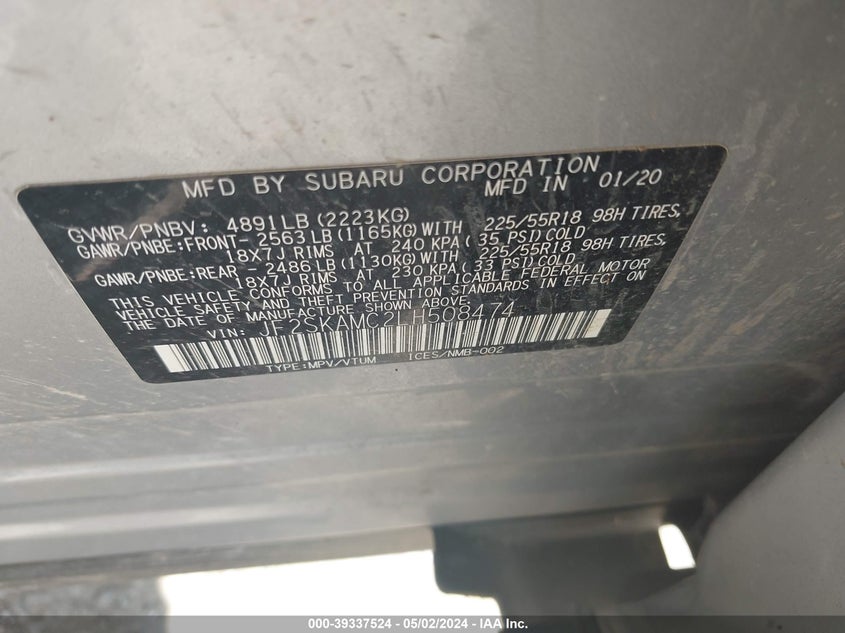 MFD BY SUBARU CORPORATION
MFD IN 01/20
GVWR/PNBV: 4891LB(2223KG)
GAWR/PNBE:FRONT- 2563LB(1165KG)WITH 225/55R18 98H TIRES,
18X7J RIMS AT 240 KPA(35 PSI)COLD
GAWR/PNBE:REAR -2486LB(1130KG)WITH 225/55R18 98H TIRES,
18X7J RIMS AT 230 KPA(33 PSI)COLD
THIS VEHICLE CONFORMS TO ALL APPLICABLE FEDERAL MOTOR
VEHICLE SAFETY AND THEFT PREVENTION STANDARDS IN EFFECT ON
THE DATE OF MANUFACTURE SHOWN ABOVE.
VIN: JF2SKAMC2LH508474
TYPE:MPV/VTUM ICES/NMB-002
000-39337524 - 05/02/2024 - IAA Inc.